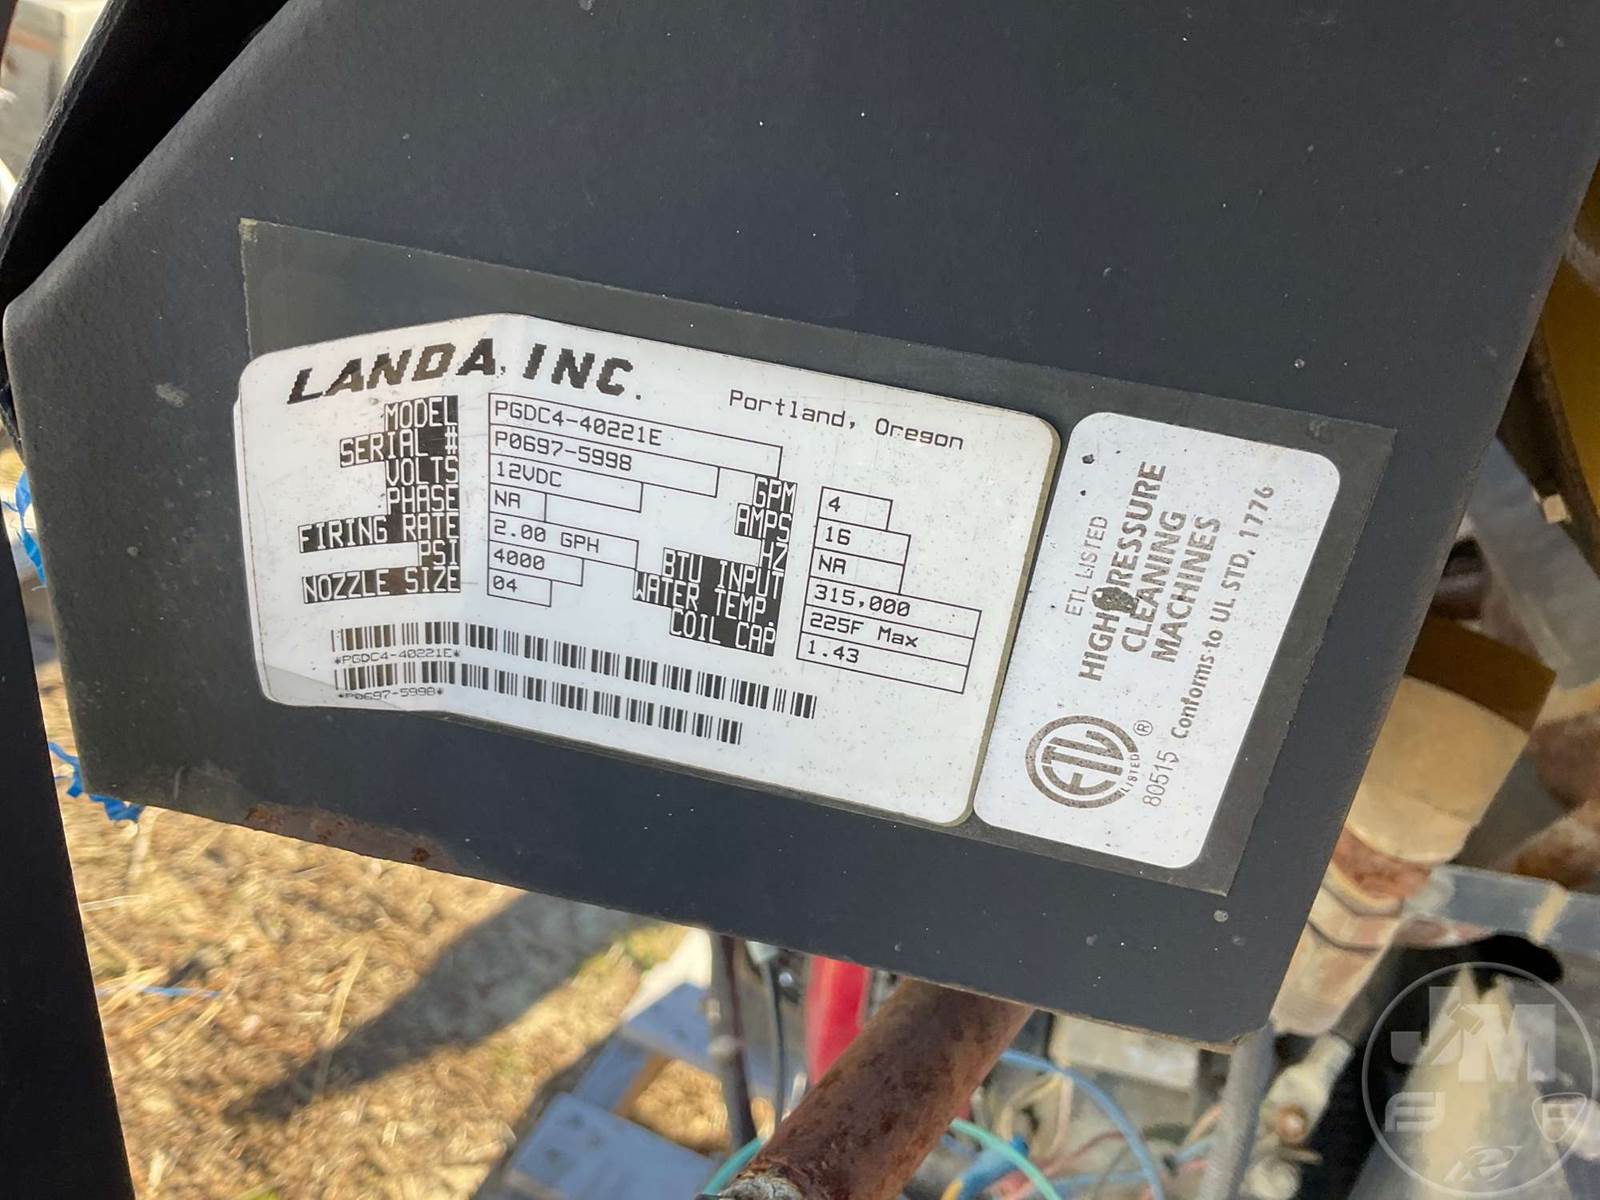 LANDA, INC.
Portland, Oregon
MODEL PGDC4-40221E
SERIAL # P0697-5998
VOLTS 12VDC
PHASE NA
FIRING RATE 2.00 GPH
PSI 4000
NOZZLE SIZE 04
GPM 4
AMPS 16
HZ NA
BTU INPUT 315,000
WATER TEMP. 225F Max
COIL CAP 1.43
*PGDC4-40221E*
*P0697-5998*
ETL LISTED
HIGH PRESSURE
CLEANING
MACHINES
Conforms to UL STD. 1776
ETL ®
LISTED
80515
JM